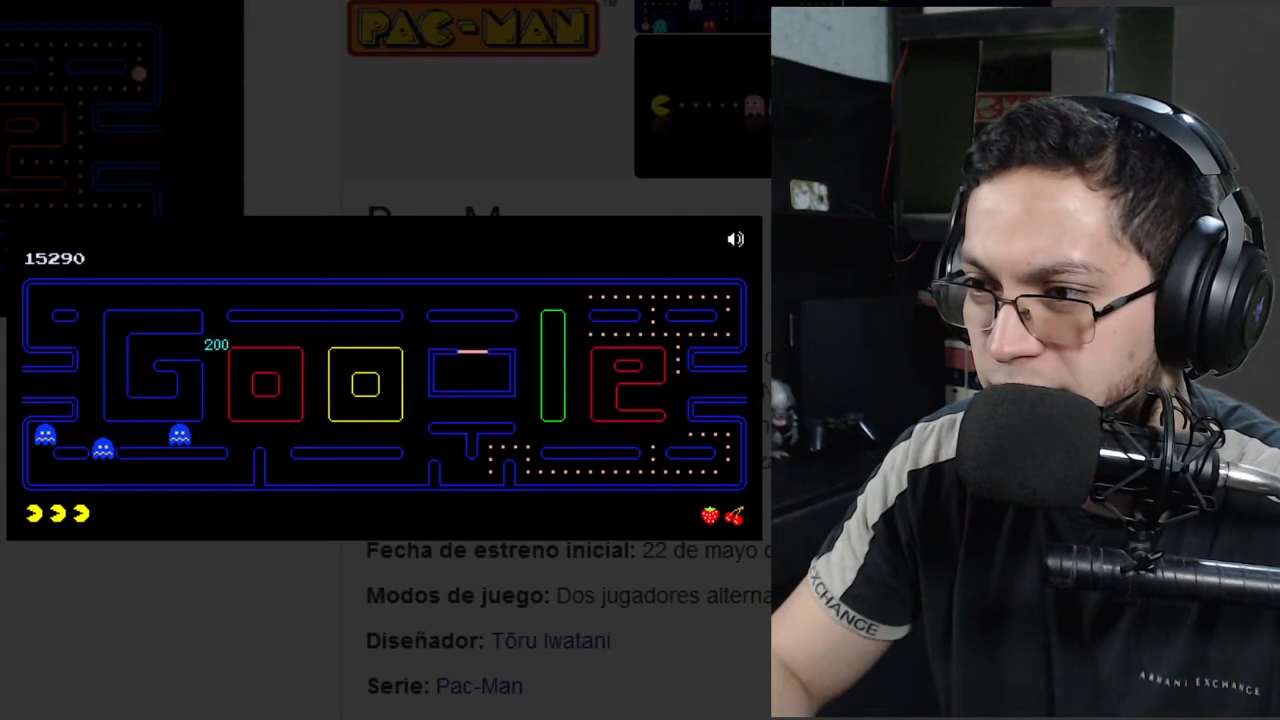 PAC-MAN
TM
15290
200
Fecha de estreno inicial: 22 de mayo
Modos de juego: Dos jugadores alterna
Diseñador: Tōru Iwatani
Serie: Pac-Man
EXCHANGE
ARMANI EXCHANGE